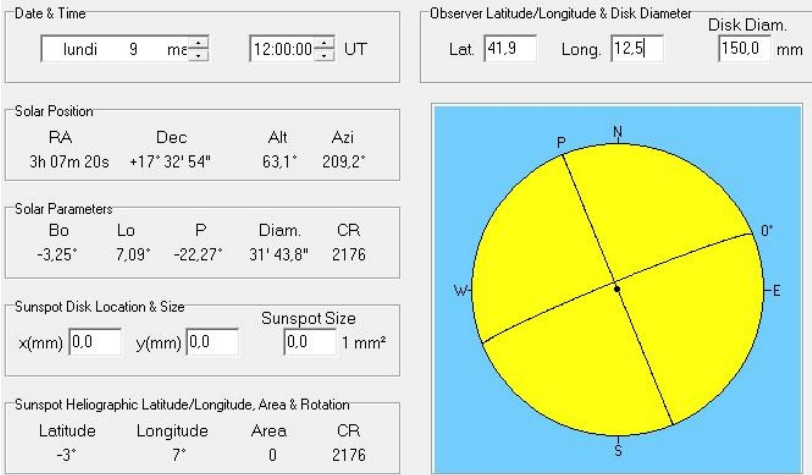 Date & Time
lundi 9 ma
12:00:00 UT
Observer Latitude/Longitude & Disk Diameter
Lat. 41,9 Long. 12,5
Disk Diam.
150,0 mm
Solar Position
RA Dec Alt Azi
3h 07m 20s +17° 32' 54" 63,1° 209,2°
Solar Parameters
Bo Lo P Diam. CR
-3,25° 7,09° -22,27° 31' 43,8" 2176
Sunspot Disk Location & Size
Sunspot Size
x(mm) 0,0 y(mm) 0,0 0,0 1 mm²
Sunspot Heliographic Latitude/Longitude, Area & Rotation
Latitude Longitude Area CR
-3° 7° 0 2176
P N
0°
W E
S